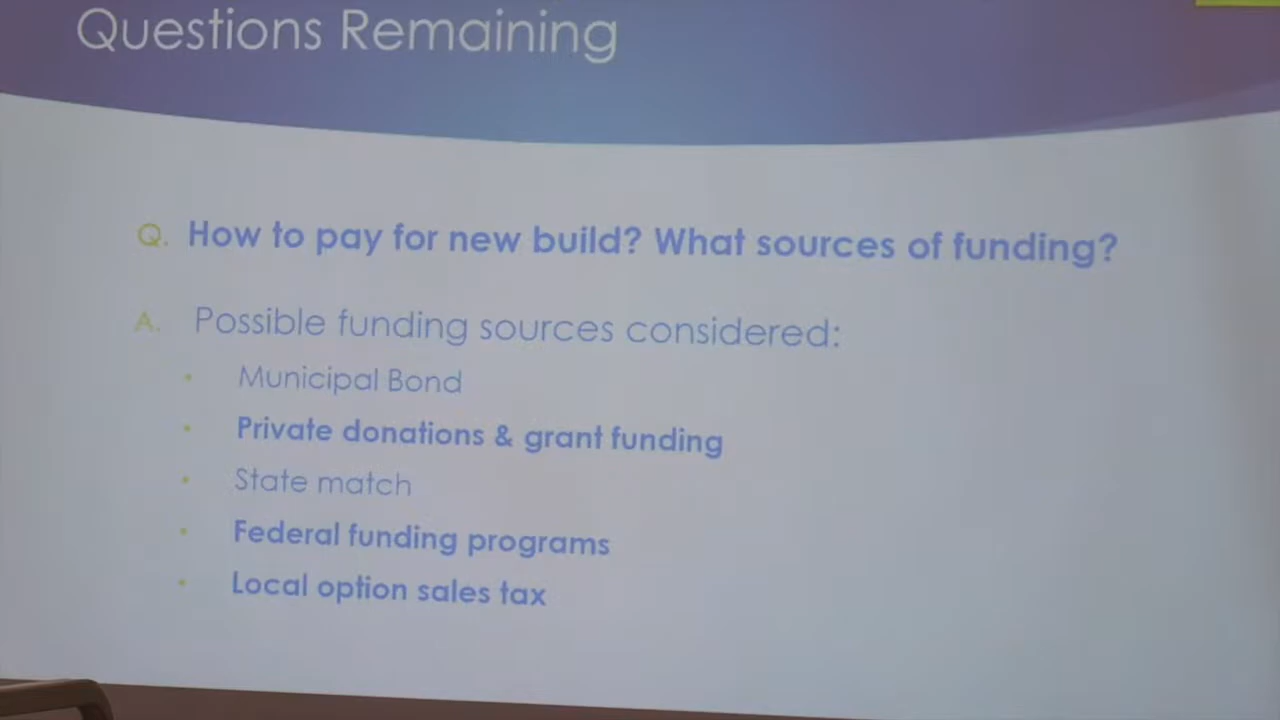 Questions Remaining
Q. How to pay for new build? What sources of funding?
A. Possible funding sources considered:
• Municipal Bond
• Private donations & grant funding
• State match
• Federal funding programs
• Local option sales tax